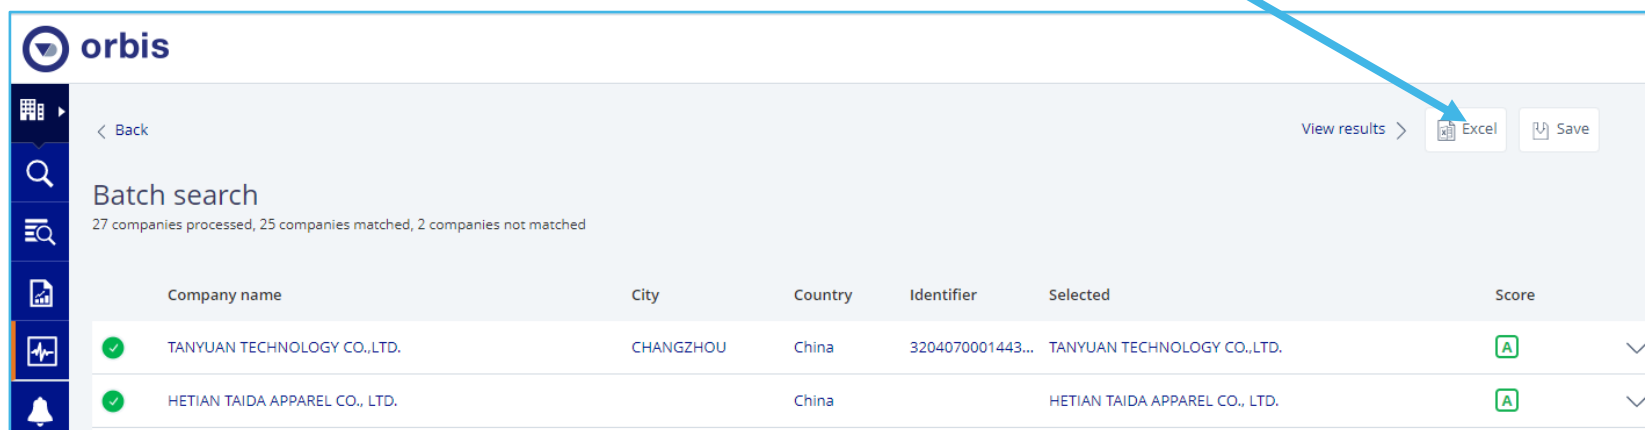 orbis
Back
View results
Excel
Save
Batch search
27 companies processed, 25 companies matched, 2 companies not matched
Company name City Country Identifier Selected Score
TANYUAN TECHNOLOGY CO.,LTD. CHANGZHOU China 3204070001443... TANYUAN TECHNOLOGY CO.,LTD. A
HETIAN TAIDA APPAREL CO., LTD. China HETIAN TAIDA APPAREL CO., LTD. A